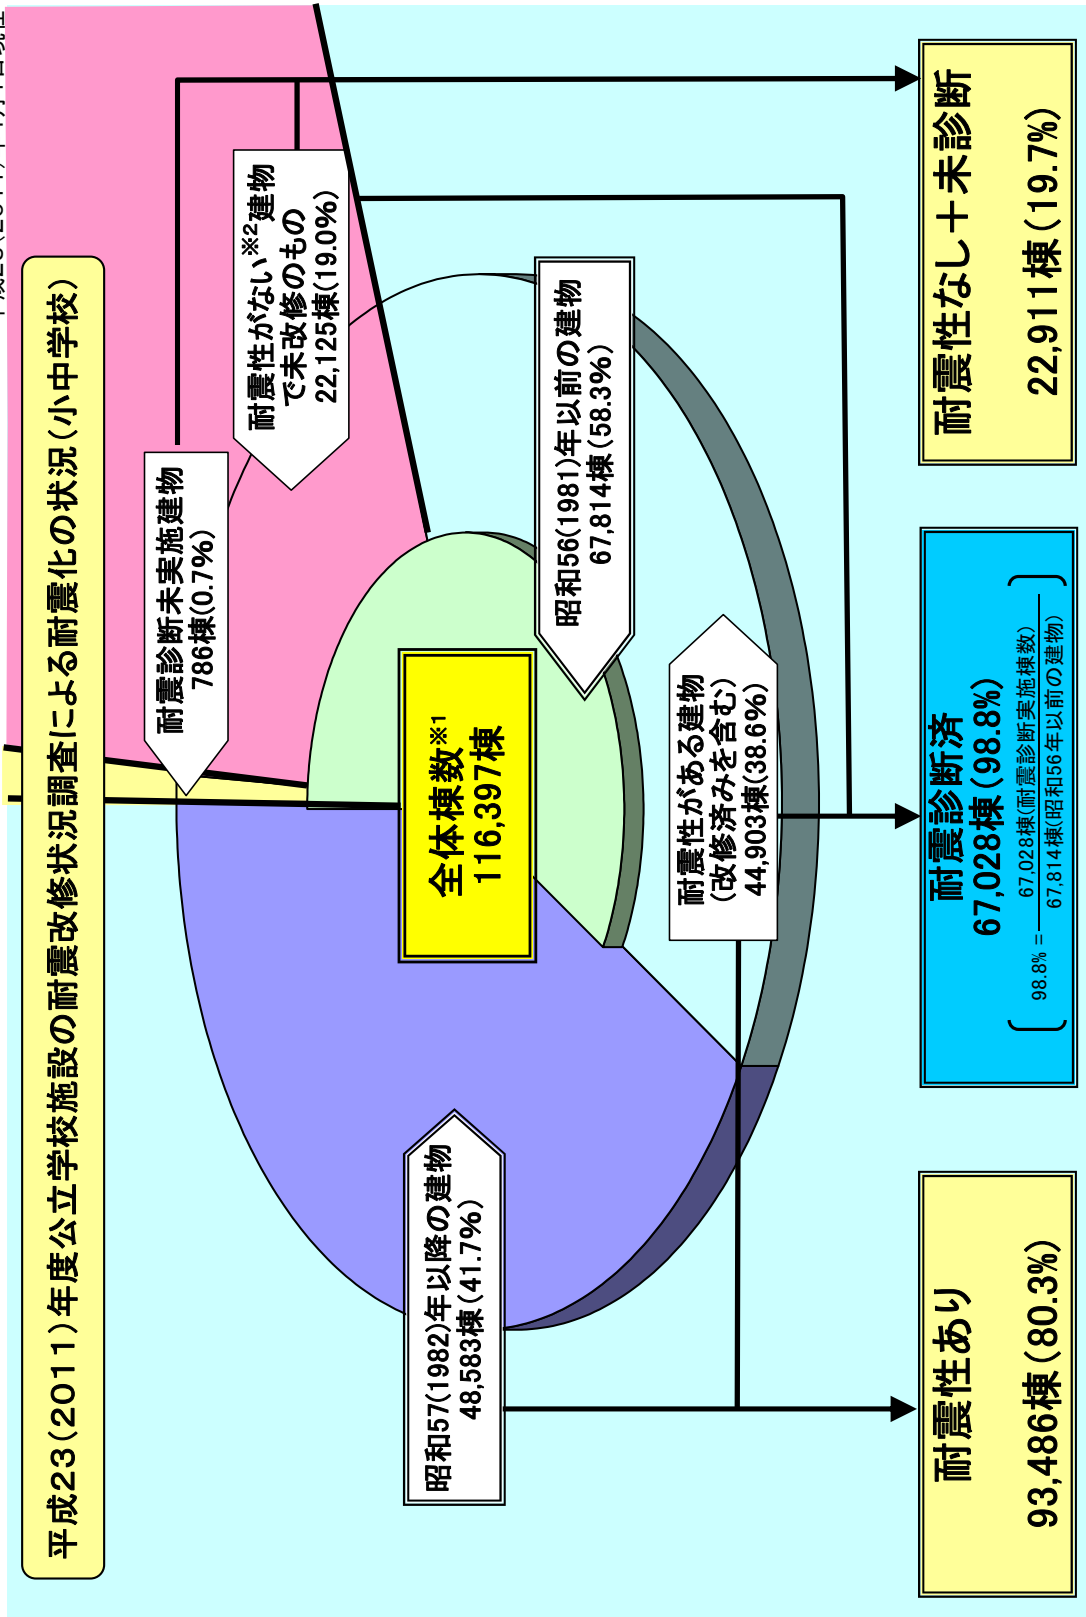 平成23(2011)年度公立学校施設の耐震改修状況調査による耐震化の状況(小中学校)
耐震診断未実施建物
786棟(0.7%)
耐震性がない※2建物
で未改修のもの
22,125棟(19.0%)
全体棟数※1
116,397棟
昭和57(1982)年以降の建物
48,583棟(41.7%)
昭和56(1981)年以前の建物
67,814棟(58.3%)
耐震性がある建物
(改修済みを含む)
44,903棟(38.6%)
耐震性あり
93,486棟(80.3%)
耐震診断済
67,028棟(98.8%)
98.8% =
67,028棟(耐震診断実施棟数)
67,814棟(昭和56年以前の建物)
耐震性なし+未診断
22,911棟(19.7%)